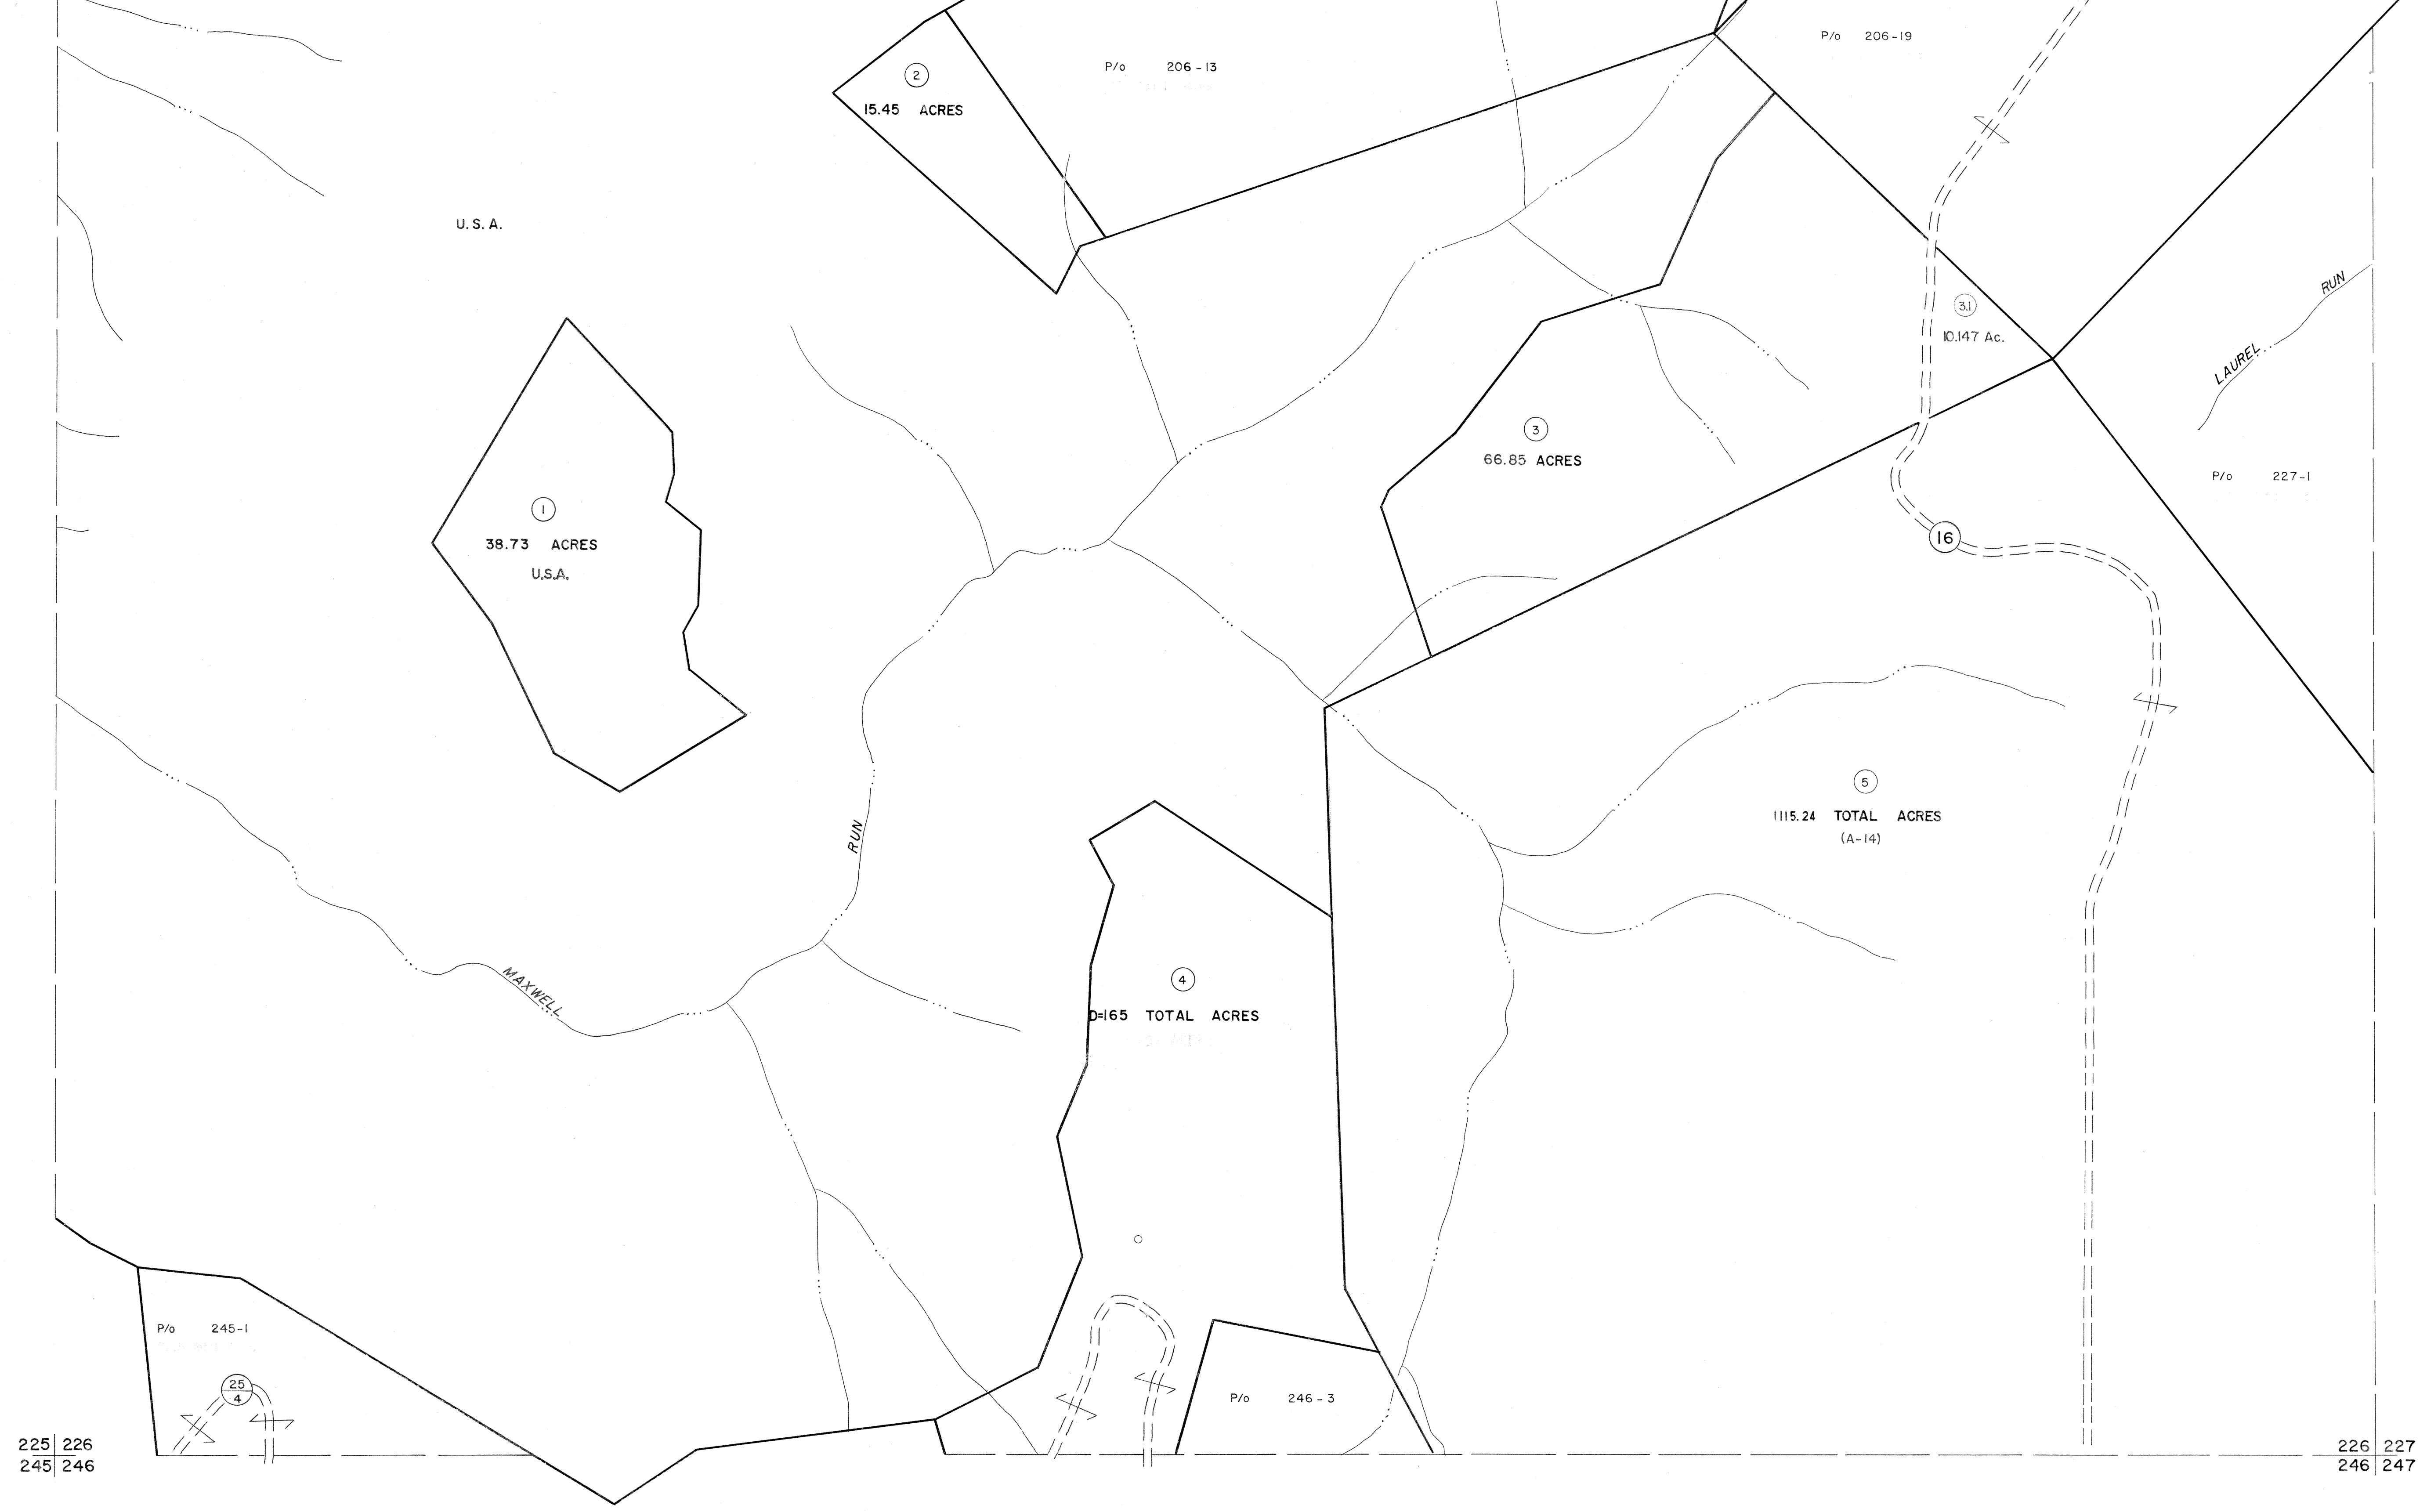 P/o 206-19
P/o 206-13
2
15.45 ACRES
U.S.A.
RUN
LAUREL
3.1
10.147 Ac.
3
66.85 ACRES
P/o 227-1
1
38.73 ACRES
U.S.A.
16
5
1115.24 TOTAL ACRES
(A-14)
RUN
MAXWELL
4
D=165 TOTAL ACRES
P/o 245-1
25
4
P/o 246-3
225 226
245 246
226 227
246 247